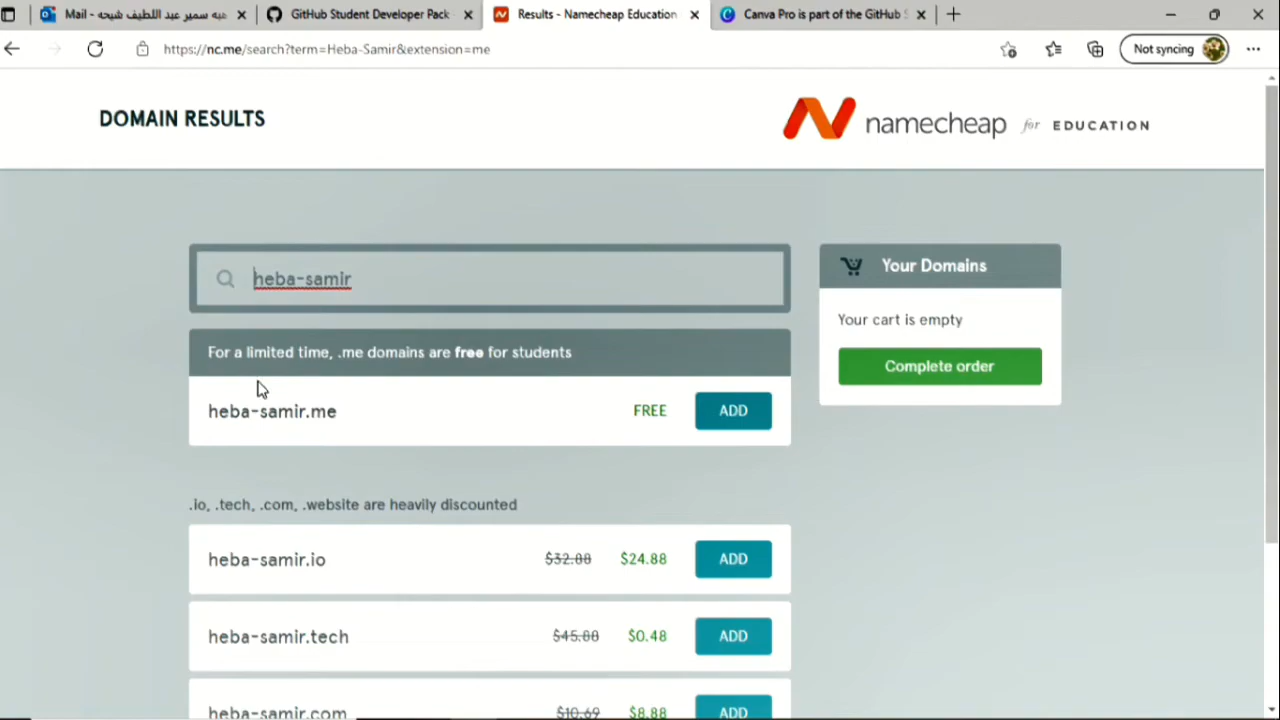 Mail - هبه سمير عبد اللطيف شيحه
GitHub Student Developer Pack
Results - Namecheap Education
Canva Pro is part of the GitHub
https://nc.me/search?term=Heba-Samir&extension=me
Not syncing
DOMAIN RESULTS
namecheap for EDUCATION
heba-samir
Your Domains
Your cart is empty
For a limited time, .me domains are free for students
Complete order
heba-samir.me FREE ADD
.io, .tech, .com, .website are heavily discounted
heba-samir.io $32.88 $24.88 ADD
heba-samir.tech $45.88 $0.48 ADD
heba-samir.com $10.69 $8.88 ADD